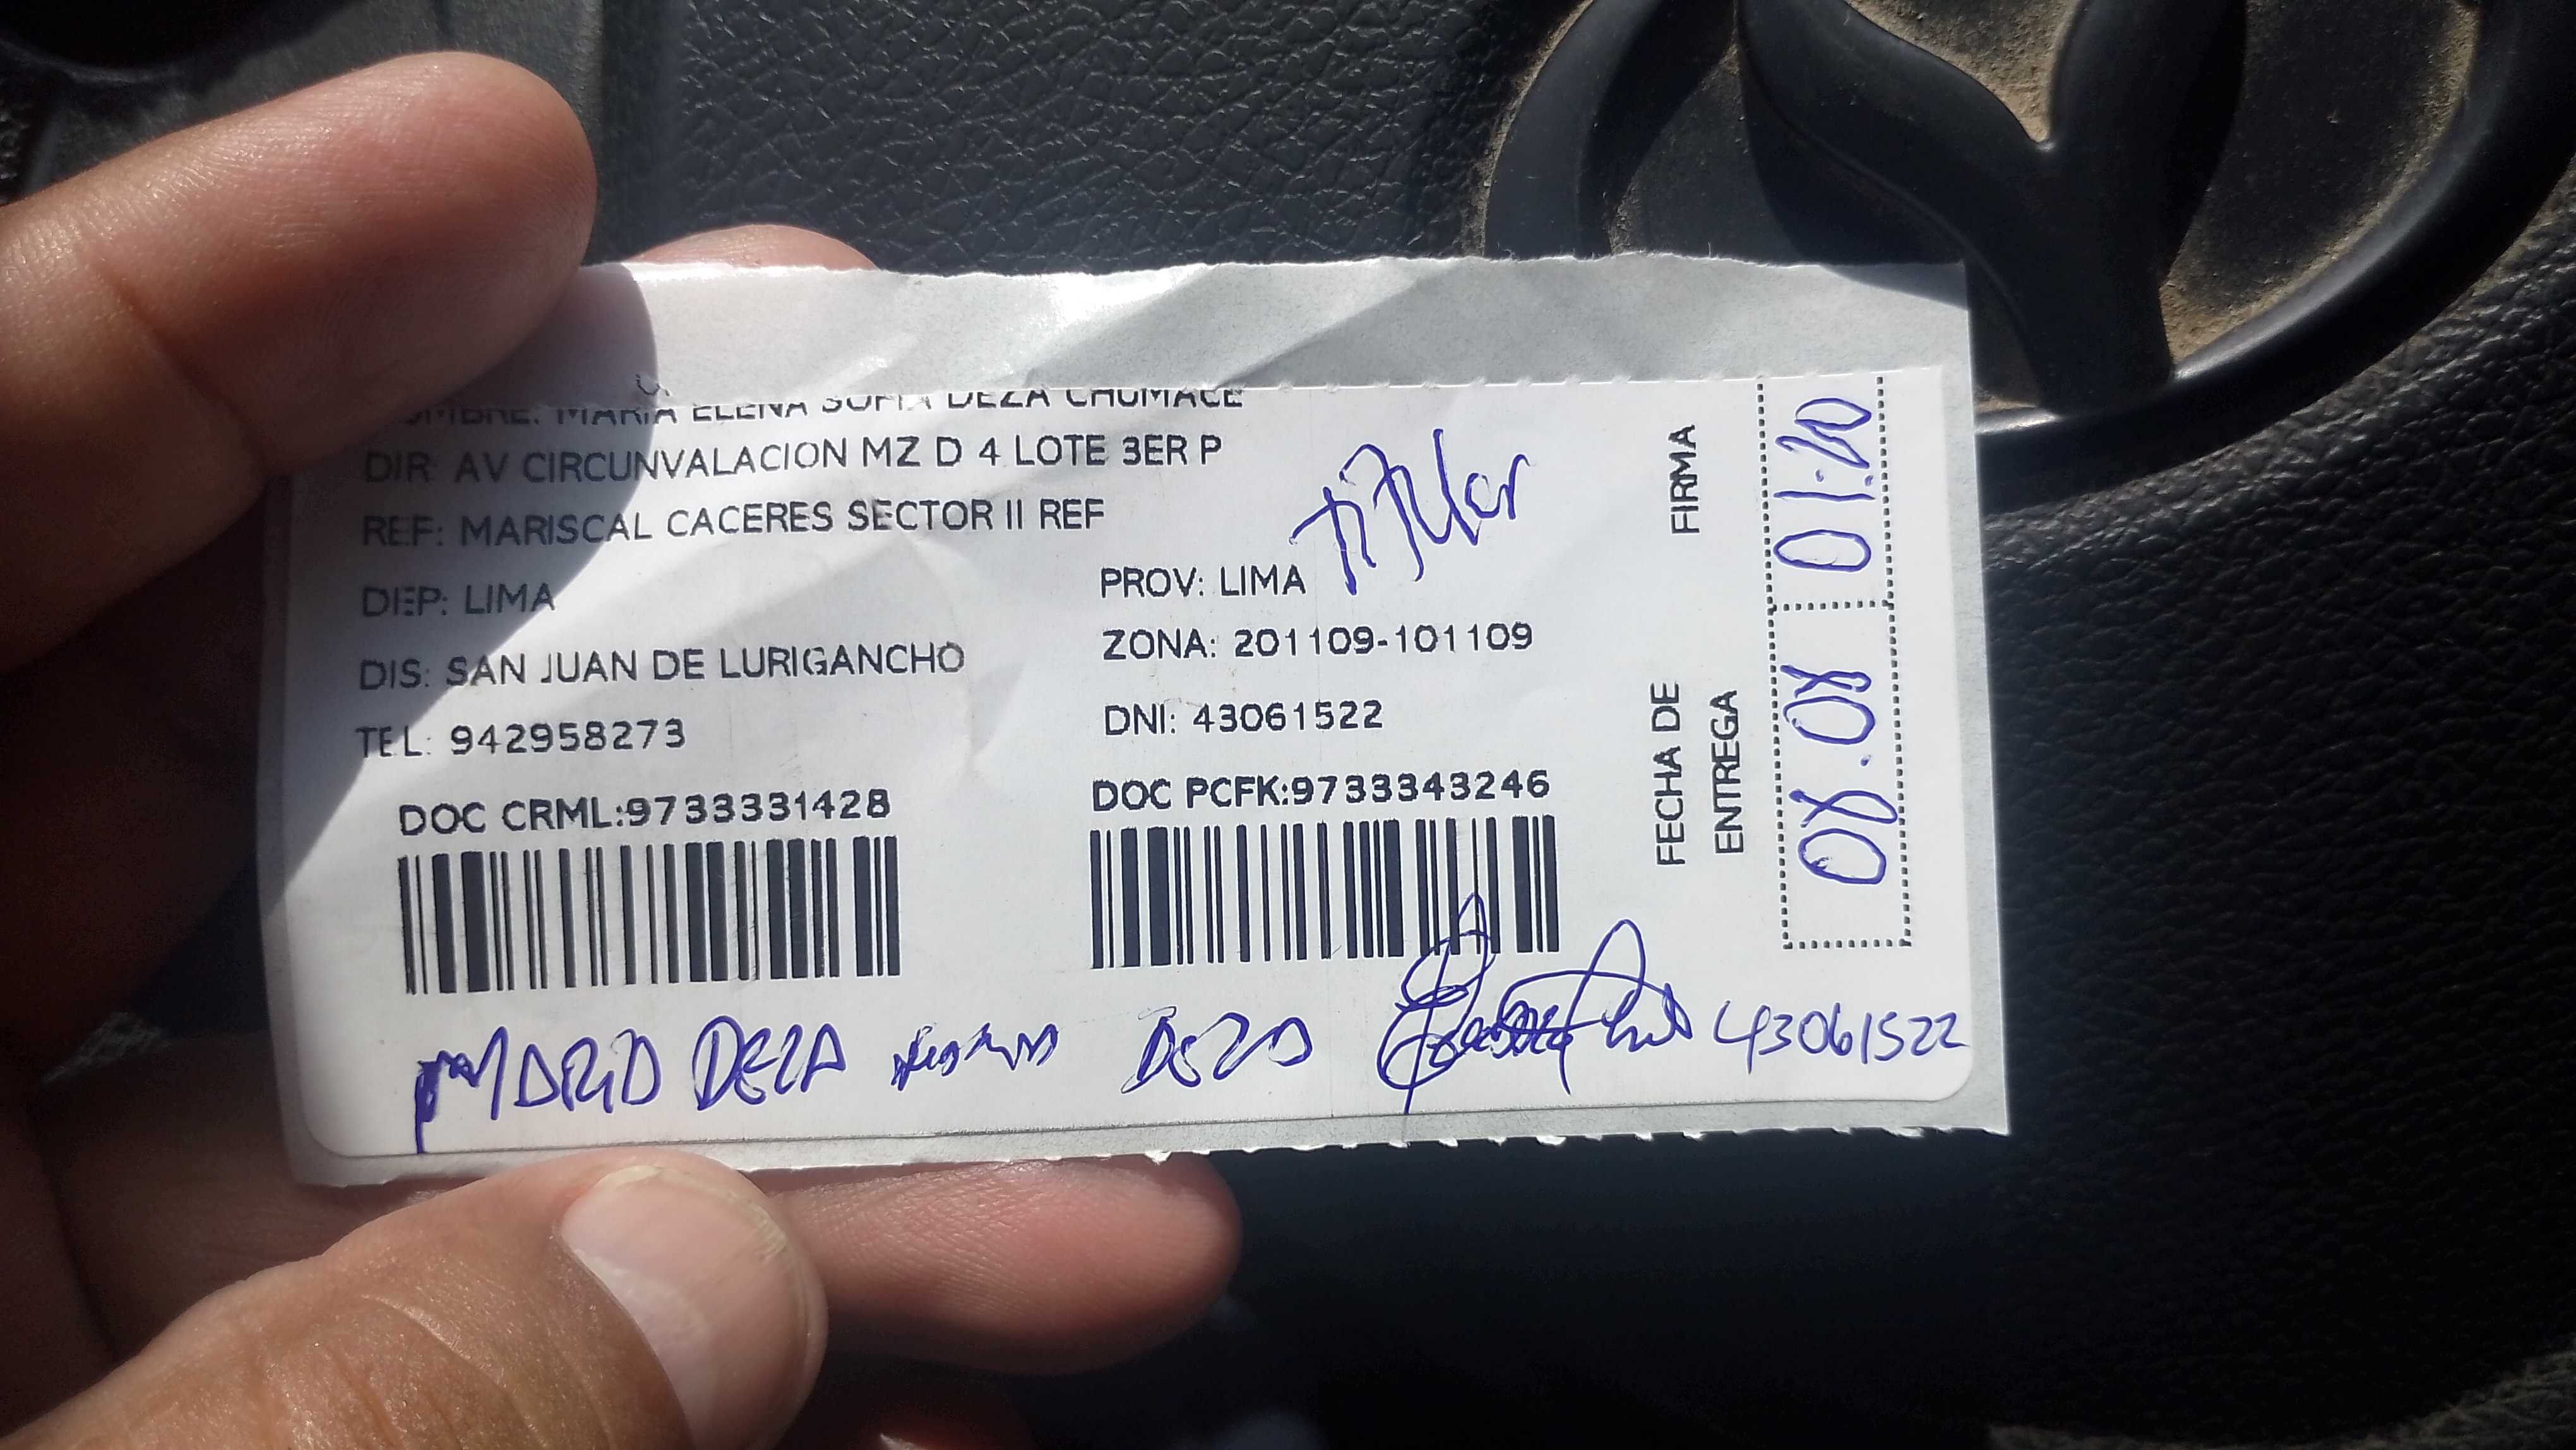 NOMBRE: MARIA ELENA SOFIA DEZA CHUMACE
DIR: AV CIRCUNVALACION MZ D 4 LOTE 3ER P
REF: MARISCAL CACERES SECTOR II REF
Titular
DEP: LIMA
PROV: LIMA
DIS: SAN JUAN DE LURIGANCHO
ZONA: 201109-101109
TEL: 942958273
DNI: 43061522
DOC CRML:9733331428
DOC PCFK:9733343246
FIRMA
01:20
FECHA DE
ENTREGA
08.08
DEZA
43061522